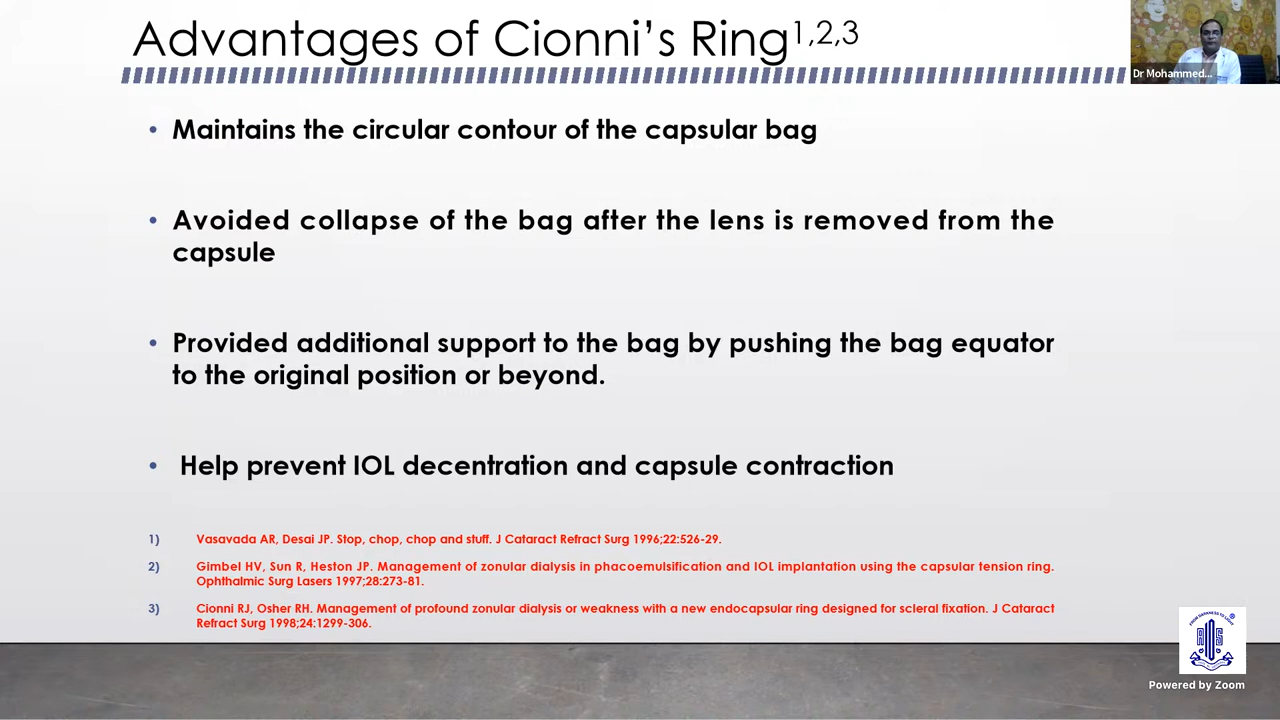 Advantages of Cionni's Ring1,2,3
Dr Mohammed...
• Maintains the circular contour of the capsular bag
• Avoided collapse of the bag after the lens is removed from the
capsule
• Provided additional support to the bag by pushing the bag equator
to the original position or beyond.
• Help prevent IOL decentration and capsule contraction
1) Vasavada AR, Desai JP. Stop, chop, chop and stuff. J Cataract Refract Surg 1996;22:526-29.
2) Gimbel HV, Sun R, Heston JP. Management of zonular dialysis in phacoemulsification and IOL implantation using the capsular tension ring.
Ophthalmic Surg Lasers 1997;28:273-81.
3) Cionni RJ, Osher RH. Management of profound zonular dialysis or weakness with a new endocapsular ring designed for scleral fixation. J Cataract
Refract Surg 1998;24:1299-306.
Powered by Zoom